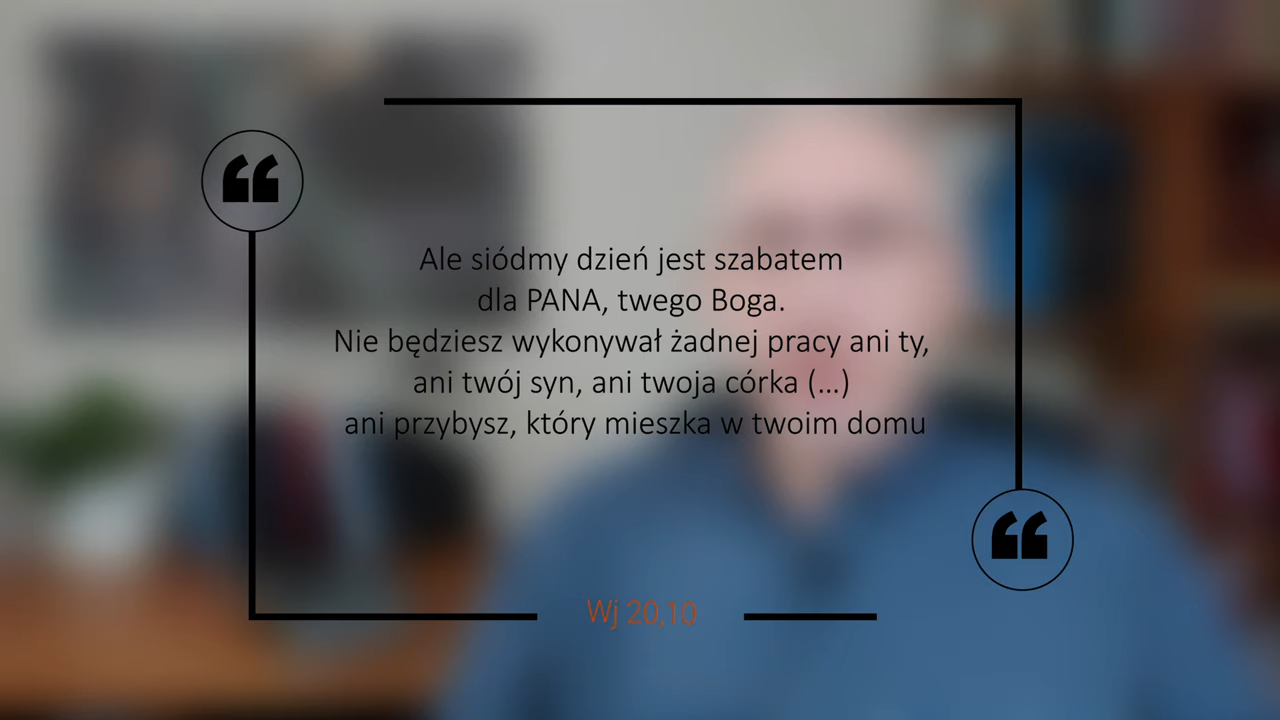 Ale siódmy dzień jest szabatem
dla PANA, twego Boga.
Nie będziesz wykonywał żadnej pracy ani ty,
ani twój syn, ani twoja córka (...)
ani przybysz, który mieszka w twoim domu
Wj 20,10